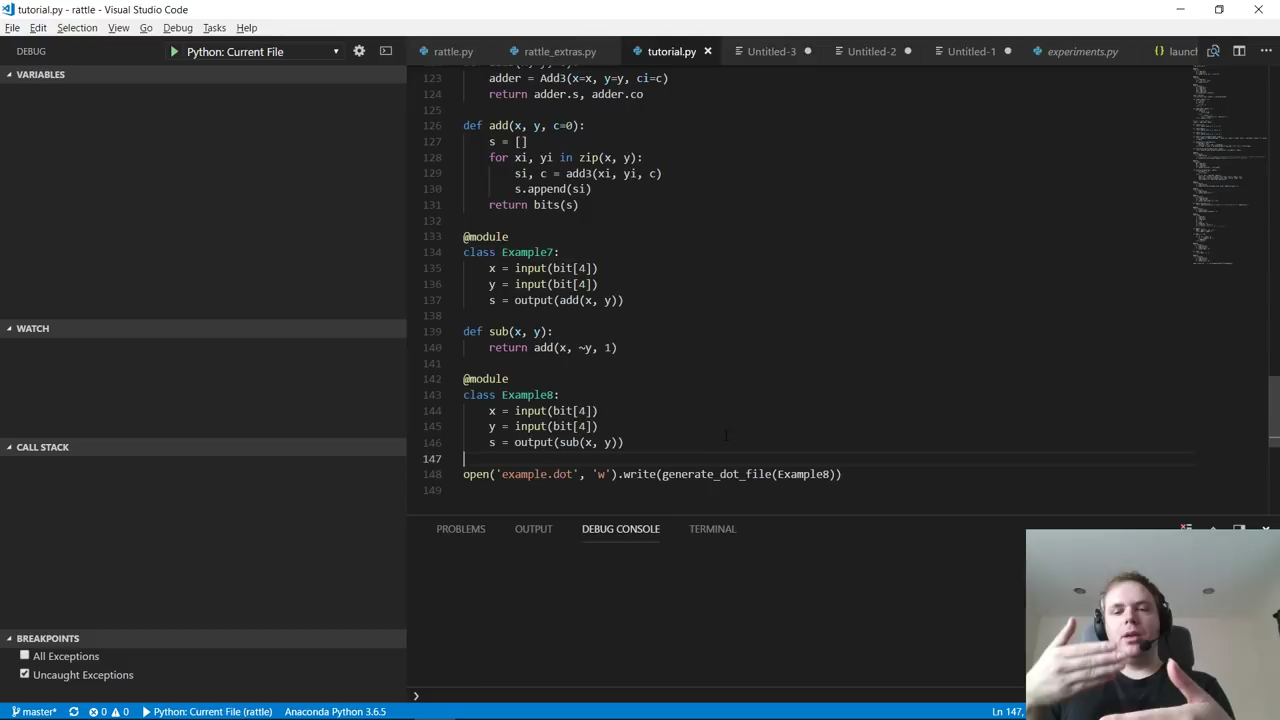 tutorial.py - rattle - Visual Studio Code
File Edit Selection View Go Debug Tasks Help
DEBUG Python: Current File
rattle.py rattle_extras.py tutorial.py Untitled-3 Untitled-2 Untitled-1 experiments.py {} launch
VARIABLES
WATCH
CALL STACK
BREAKPOINTS
All Exceptions
Uncaught Exceptions
123 adder = Add3(x=x, y=y, ci=c)
124 return adder.s, adder.co
125
126 def add(x, y, c=0):
127 s = []
128 for xi, yi in zip(x, y):
129 si, c = add3(xi, yi, c)
130 s.append(si)
131 return bits(s)
132
133 @module
134 class Example7:
135 x = input(bit[4])
136 y = input(bit[4])
137 s = output(add(x, y))
138
139 def sub(x, y):
140 return add(x, ~y, 1)
141
142 @module
143 class Example8:
144 x = input(bit[4])
145 y = input(bit[4])
146 s = output(sub(x, y))
147
148 open('example.dot', 'w').write(generate_dot_file(Example8))
149
PROBLEMS OUTPUT DEBUG CONSOLE TERMINAL
master* 0 0 Python: Current File (rattle) Anaconda Python 3.6.5 Ln 147,